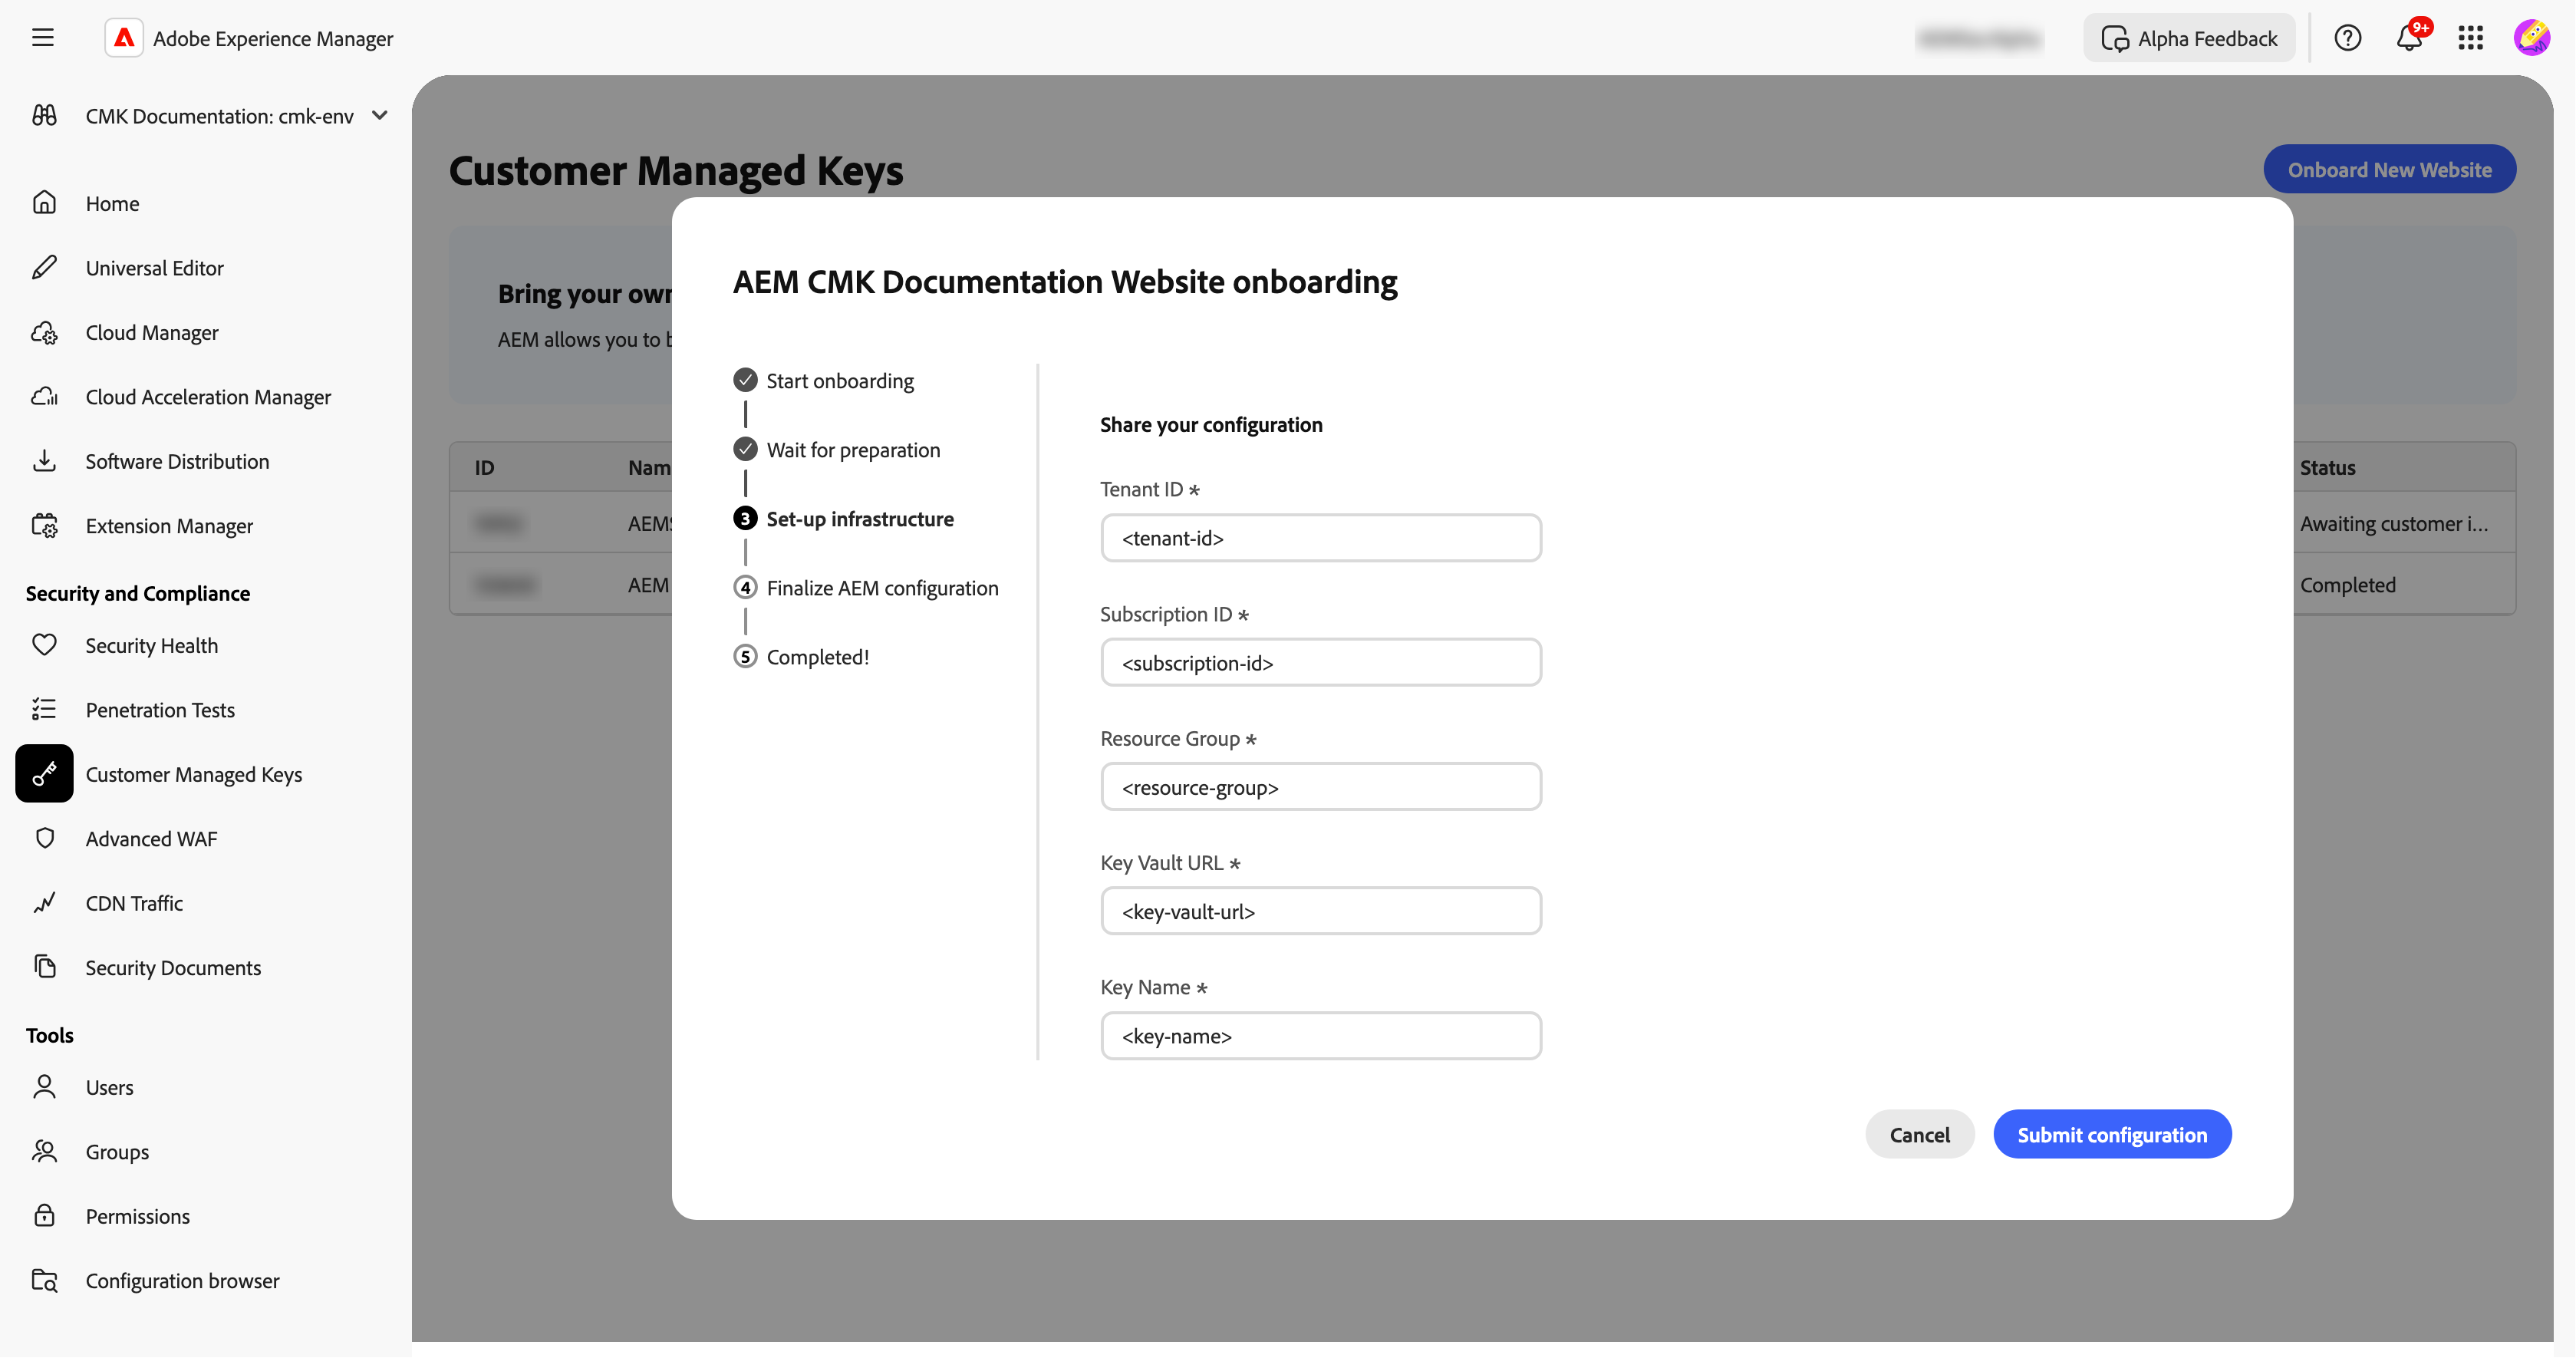 Adobe Experience Manager
Alpha Feedback
9+
CMK Documentation: cmk-env
Home
Universal Editor
Cloud Manager
Cloud Acceleration Manager
Software Distribution
Extension Manager
Security and Compliance
Security Health
Penetration Tests
Customer Managed Keys
Advanced WAF
CDN Traffic
Security Documents
Tools
Users
Groups
Permissions
Configuration browser
Customer Managed Keys
Onboard New Website
Bring your own
AEM allows you to b
ID Nam Status
AEMS Awaiting customer i...
AEM Completed
AEM CMK Documentation Website onboarding
Start onboarding
Wait for preparation
3 Set-up infrastructure
4 Finalize AEM configuration
5 Completed!
Share your configuration
Tenant ID *
<tenant-id>
Subscription ID *
<subscription-id>
Resource Group *
<resource-group>
Key Vault URL *
<key-vault-url>
Key Name *
<key-name>
Cancel
Submit configuration